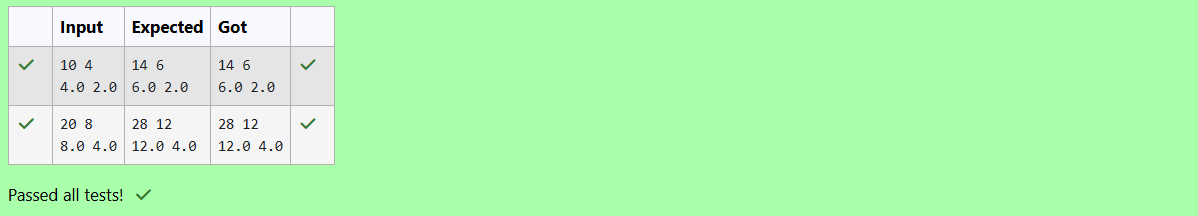 Input Expected Got
10 4 14 6 14 6
4.0 2.0 6.0 2.0 6.0 2.0
20 8 28 12 28 12
8.0 4.0 12.0 4.0 12.0 4.0
Passed all tests!